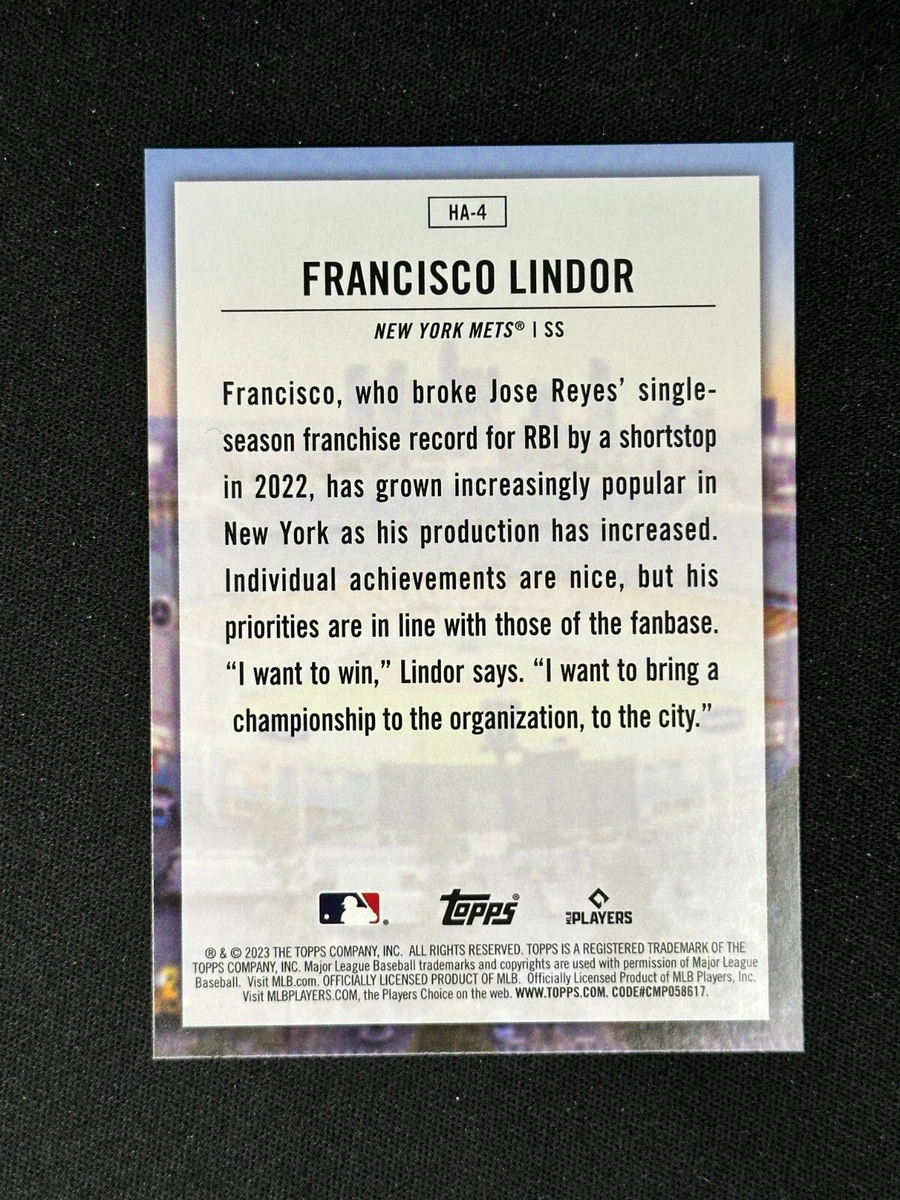 HA-4
FRANCISCO LINDOR
NEW YORK METS® | SS
Francisco, who broke Jose Reyes’ single-
season franchise record for RBI by a shortstop
in 2022, has grown increasingly popular in
New York as his production has increased.
Individual achievements are nice, but his
priorities are in line with those of the fanbase.
“I want to win,” Lindor says. “I want to bring a
championship to the organization, to the city.”
® Topps® MLB PLAYERS
® & © 2023 THE TOPPS COMPANY, INC. ALL RIGHTS RESERVED. TOPPS IS A REGISTERED TRADEMARK OF THE
TOPPS COMPANY, INC. Major League Baseball trademarks and copyrights are used with permission of Major League
Baseball. Visit MLB.com. OFFICIALLY LICENSED PRODUCT OF MLB. Officially Licensed Product of MLB Players, Inc.
Visit MLBPLAYERS.COM, the Players Choice on the web. WWW.TOPPS.COM. CODE#CMP058617.